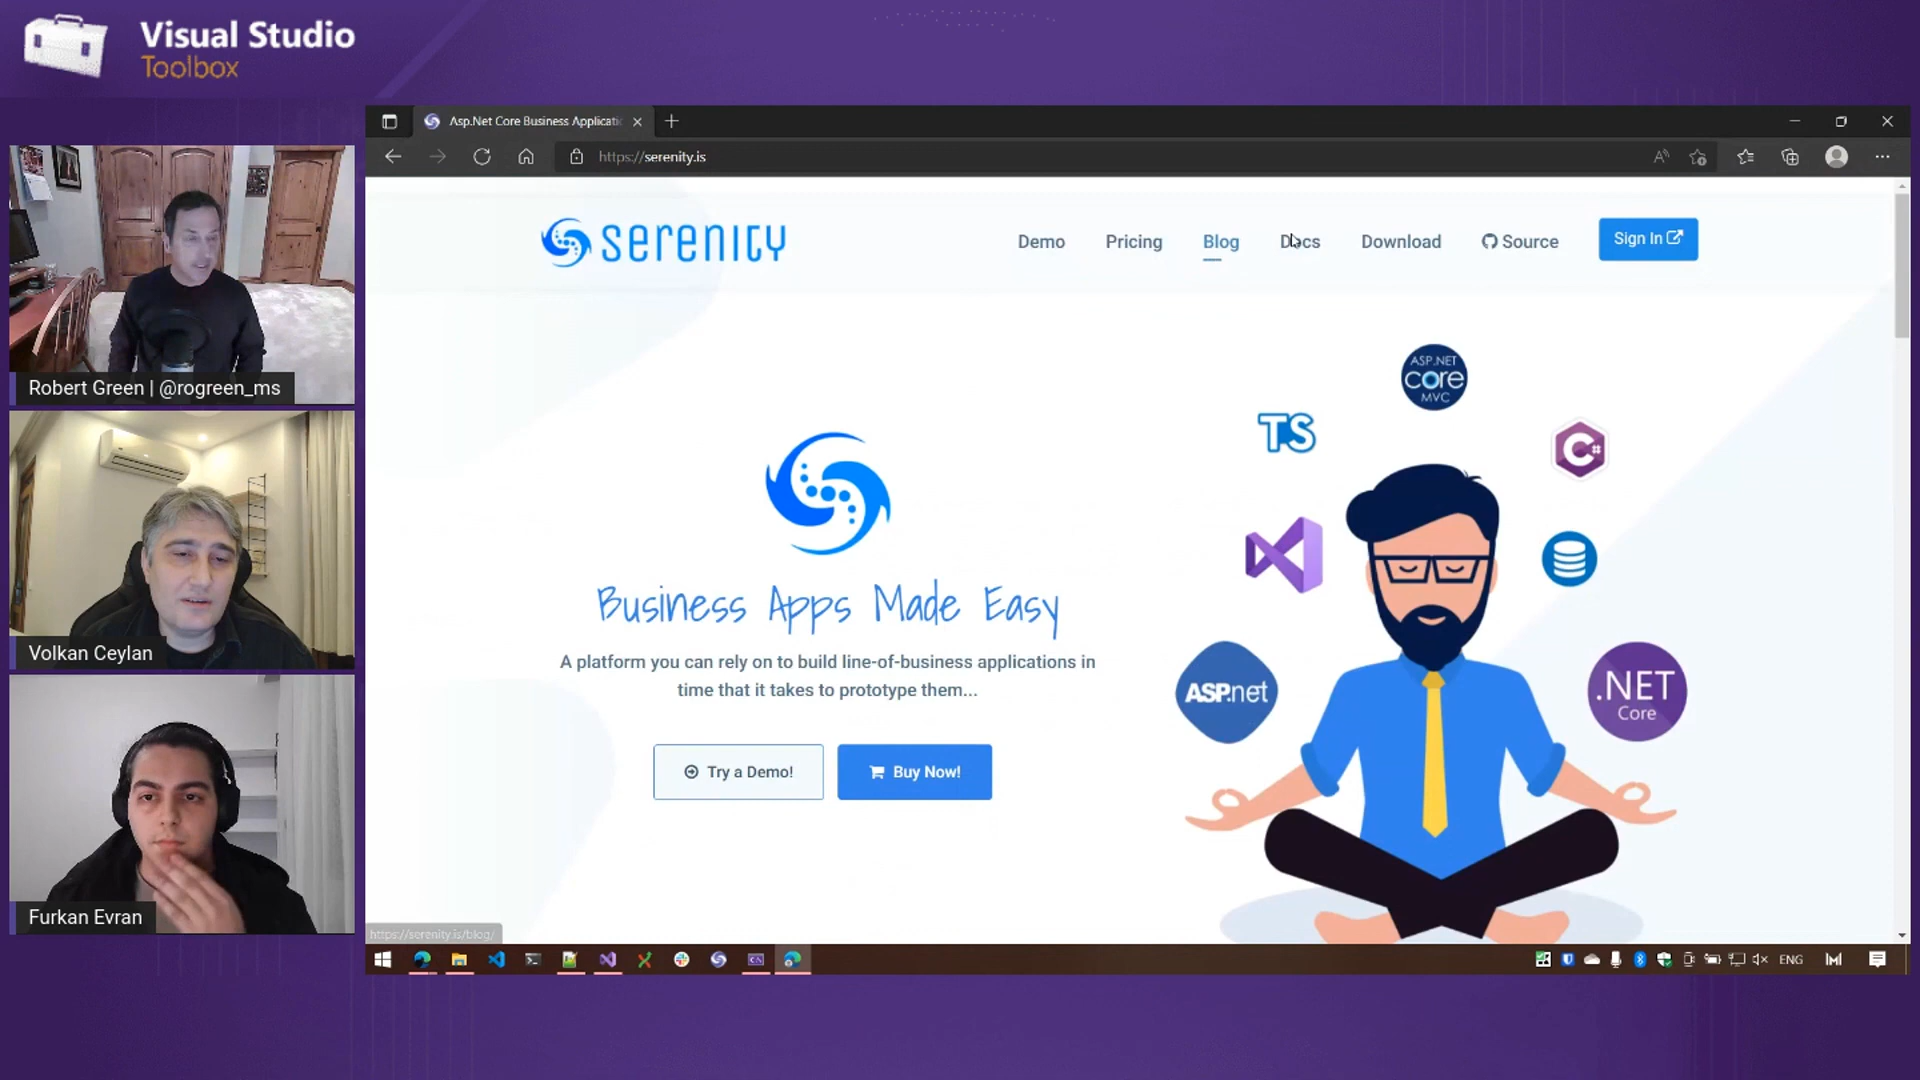 Visual Studio
Toolbox
Asp.Net Core Business Applicati
https://serenity.is
serenity
Demo
Pricing
Blog
Docs
Download
Source
Sign In
ASP.NET
core
MVC
TS
C#
Business Apps Made Easy
A platform you can rely on to build line-of-business applications in
time that it takes to prototype them...
ASP.net
.NET
Core
Try a Demo!
Buy Now!
Robert Green | @rogreen_ms
Volkan Ceylan
Furkan Evran
https://serenity.is/blog/
ENG